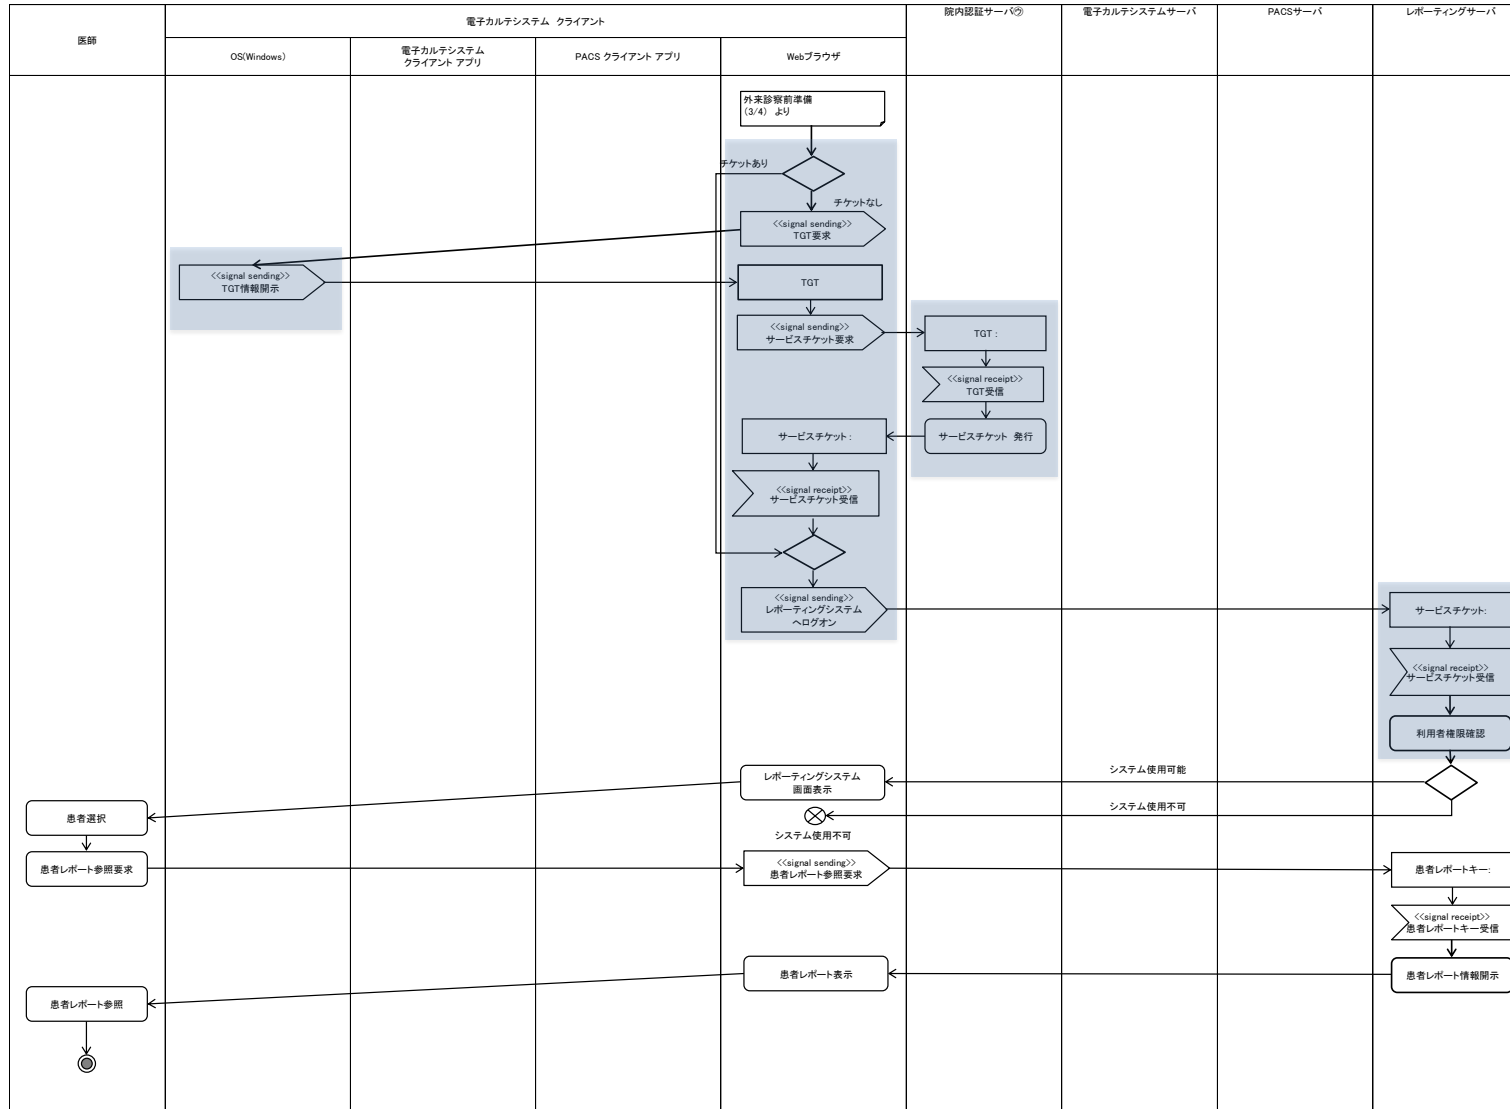 医師
電子カルテシステム クライアント
院内認証サーバ㋒
電子カルテシステムサーバ
PACSサーバ
レポーティングサーバ
OS(Windows)
電子カルテシステム
クライアント アプリ
PACS クライアント アプリ
Webブラウザ
外来診察前準備
(3/4) より
チケットあり
チケットなし
<<signal sending>>
TGT要求
<<signal sending>>
TGT情報開示
TGT
<<signal sending>>
サービスチケット要求
TGT :
<<signal receipt>>
TGT受信
サービスチケット :
サービスチケット 発行
<<signal receipt>>
サービスチケット受信
<<signal sending>>
レポーティングシステム
へログオン
サービスチケット:
<<signal receipt>>
サービスチケット受信
利用者権限確認
レポーティングシステム
画面表示
システム使用可能
システム使用不可
システム使用不可
患者選択
患者レポート参照要求
<<signal sending>>
患者レポート参照要求
患者レポートキー:
<<signal receipt>>
患者レポートキー受信
患者レポート表示
患者レポート情報開示
患者レポート参照